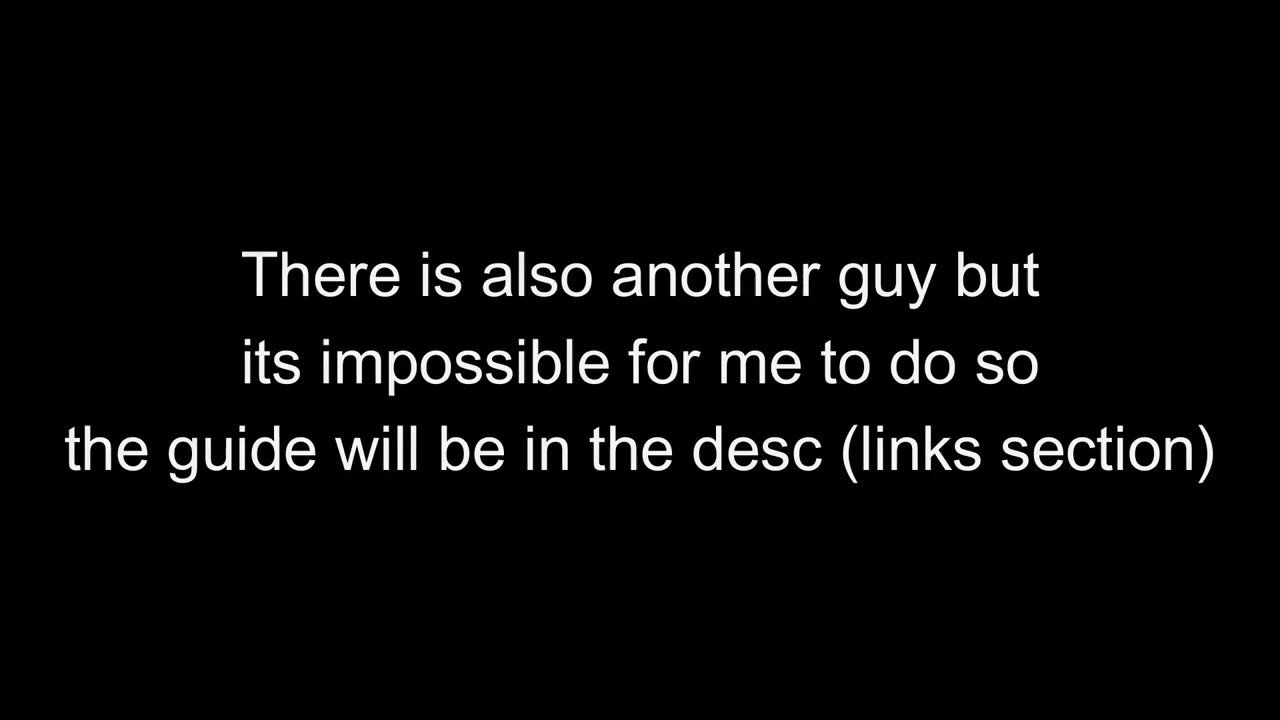 There is also another guy but
its impossible for me to do so
the guide will be in the desc (links section)